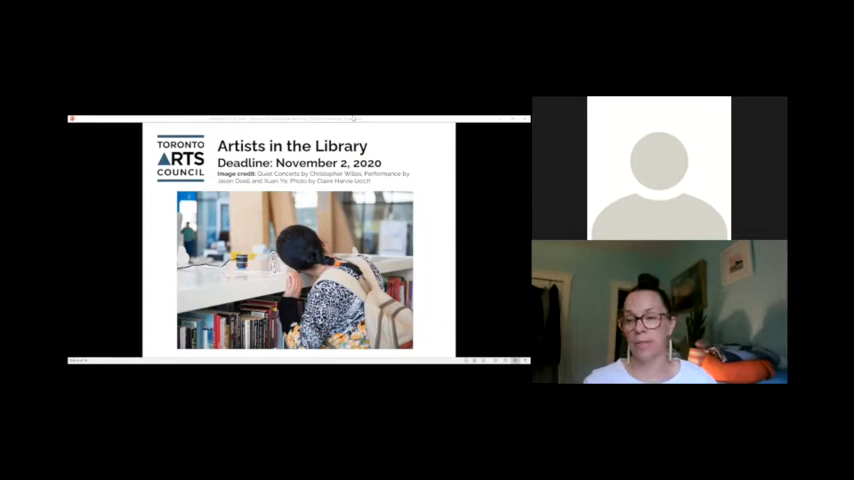 TORONTO
ARTS
COUNCIL
Artists in the Library
Deadline: November 2, 2020
Image credit: Quiet Concerts by Christopher Willes. Performance by
Jason Doell and Xuan Ye. Photo by Claire Harvie (2017)